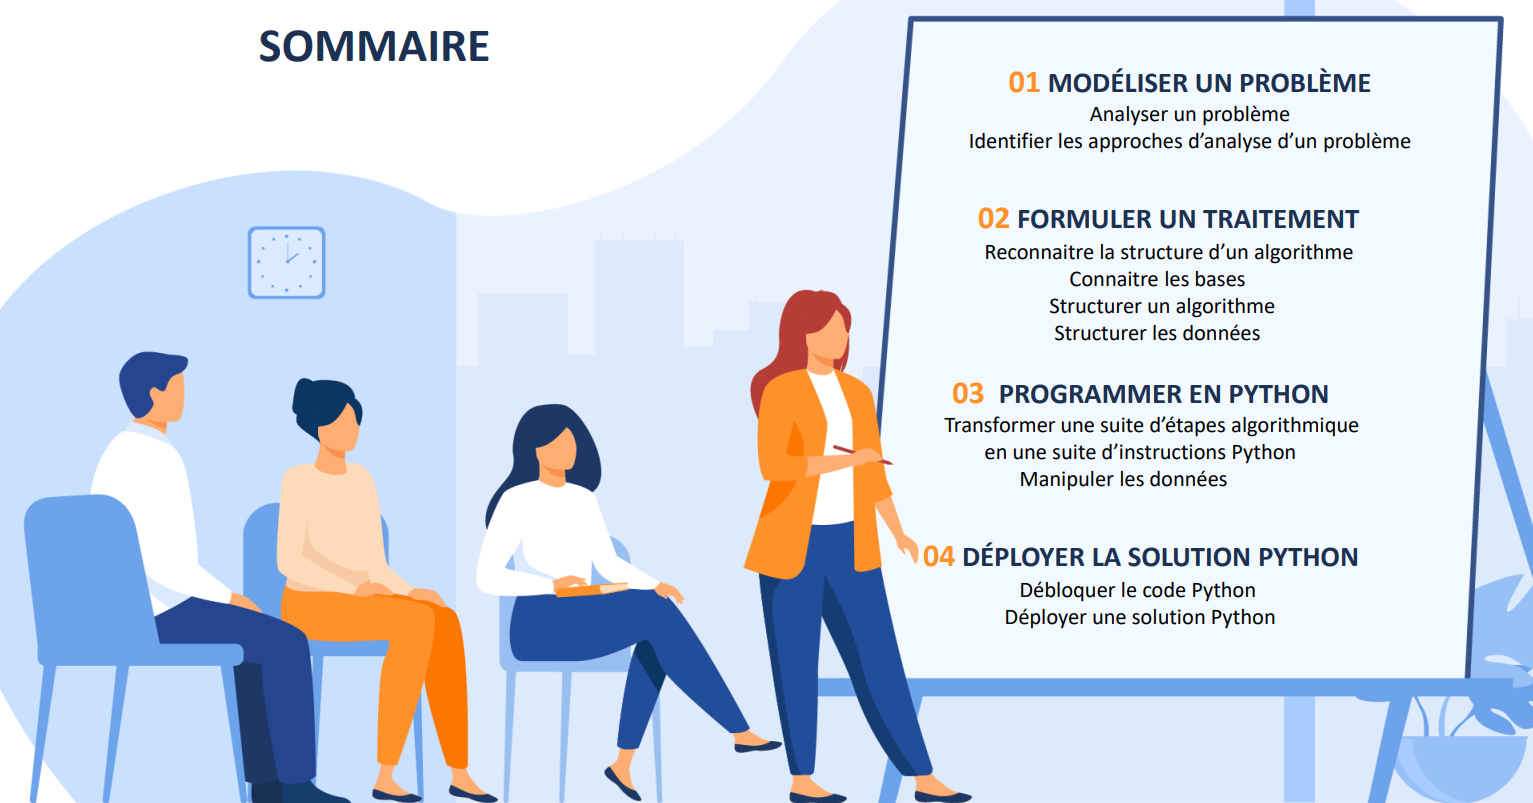 SOMMAIRE
01 MODÉLISER UN PROBLÈME
Analyser un problème
Identifier les approches d’analyse d’un problème
02 FORMULER UN TRAITEMENT
Reconnaitre la structure d’un algorithme
Connaitre les bases
Structurer un algorithme
Structurer les données
03 PROGRAMMER EN PYTHON
Transformer une suite d’étapes algorithmique
en une suite d’instructions Python
Manipuler les données
04 DÉPLOYER LA SOLUTION PYTHON
Débloquer le code Python
Déployer une solution Python